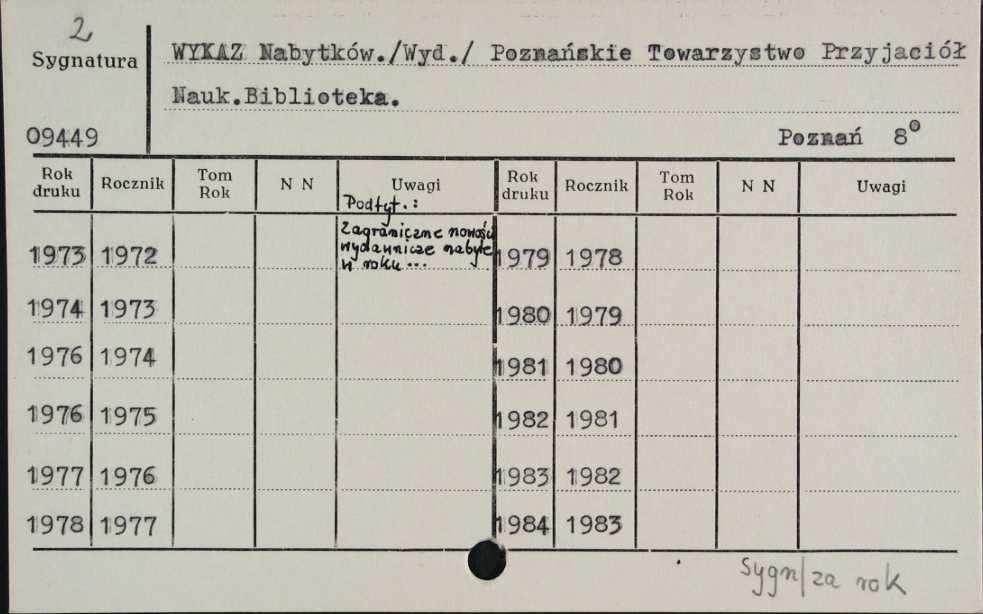 2
Sygnatura
WYKAZ Nabytków./Wyd./ Poznańskie Towarzystwo Przyjaciół
Nauk.Biblioteka.
09449
Poznań 8°
Rok druku Rocznik Tom Rok N N Uwagi Rok druku Rocznik Tom Rok N N Uwagi
Podtyt.:
Zagraniczne nowości
wydawnicze nabyte
w roku ...
1973 1972 1979 1978
1974 1973 1980 1979
1976 1974 1981 1980
1976 1975 1982 1981
1977 1976 1983 1982
1978 1977 1984 1983
Sygn/za rok